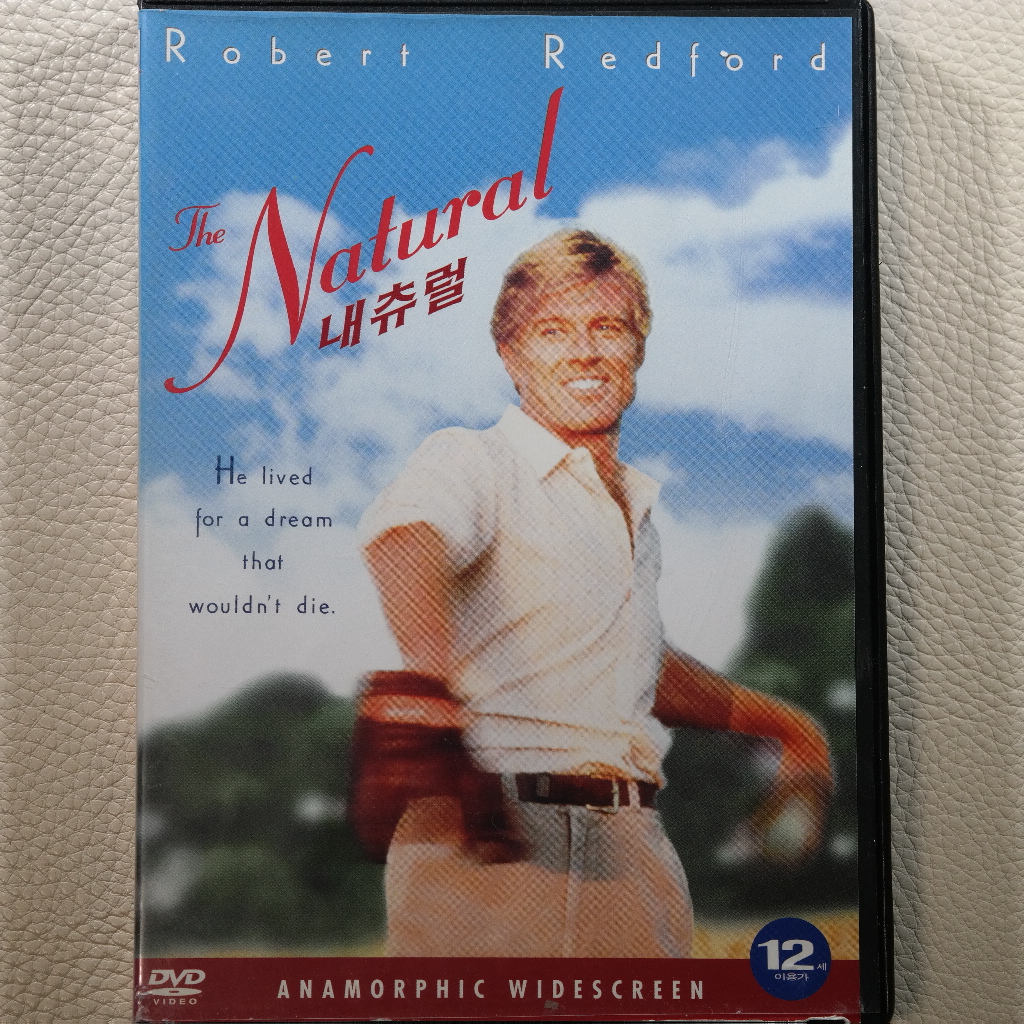 Robert Redford
The Natural
내츄럴
He lived
for a dream
that
wouldn't die.
12세
이용가
DVD
VIDEO
ANAMORPHIC WIDESCREEN